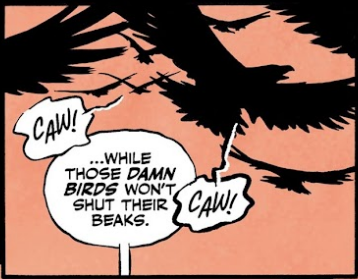 CAW!
...WHILE
THOSE DAMN
BIRDS WON'T
SHUT THEIR
BEAKS.
CAW!